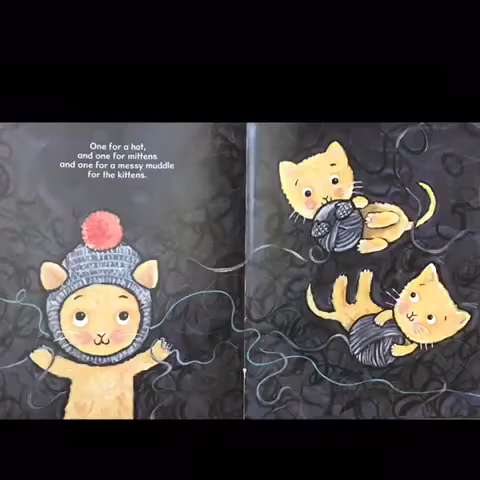 One for a hat,
and one for mittens
and one for a messy muddle
for the kittens.